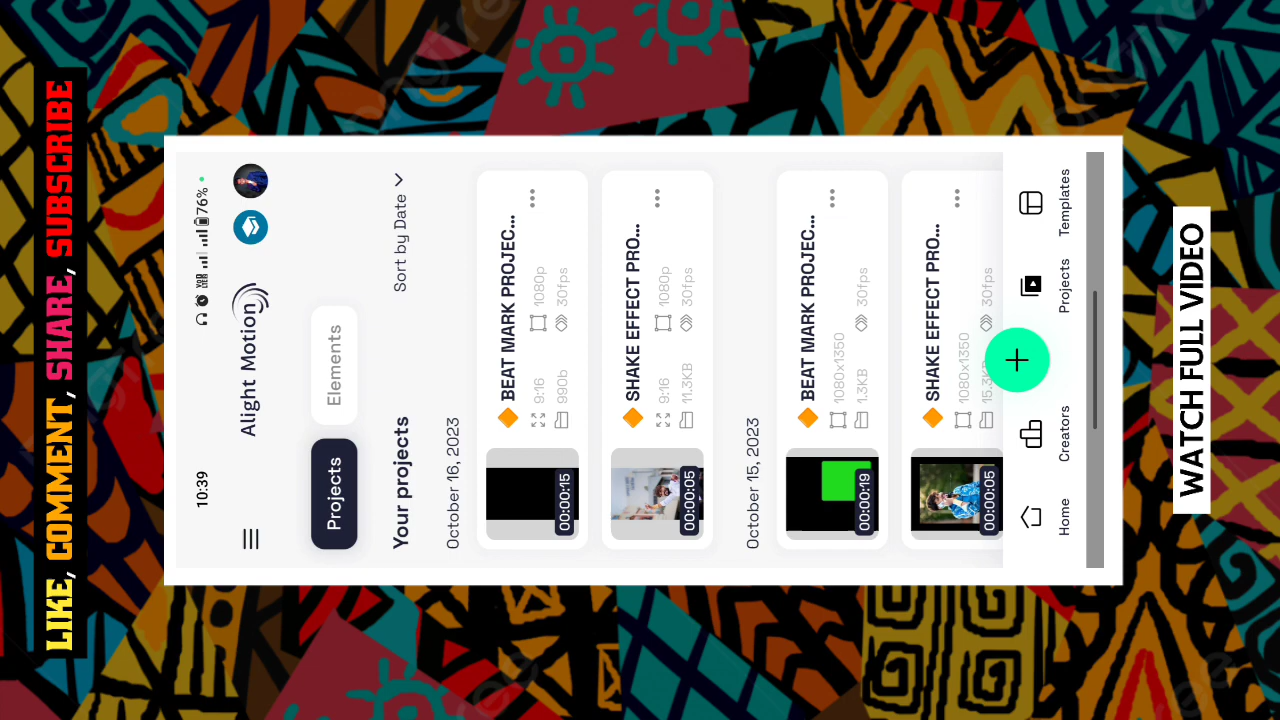 LIKE, COMMENT, SHARE, SUBSCRIBE
10:39
76%
Alight Motion
Projects
Elements
Your projects
Sort by Date
October 16, 2023
00:00:15
BEAT MARK PROJEC...
9:16
1080p
990b
30fps
00:00:05
SHAKE EFFECT PRO...
9:16
1080p
11.3KB
30fps
October 15, 2023
00:00:19
BEAT MARK PROJEC...
1080x1350
1.3KB
30fps
00:00:05
SHAKE EFFECT PRO...
1080x1350
15.3K
30fps
Home
Creators
Projects
Templates
WATCH FULL VIDEO